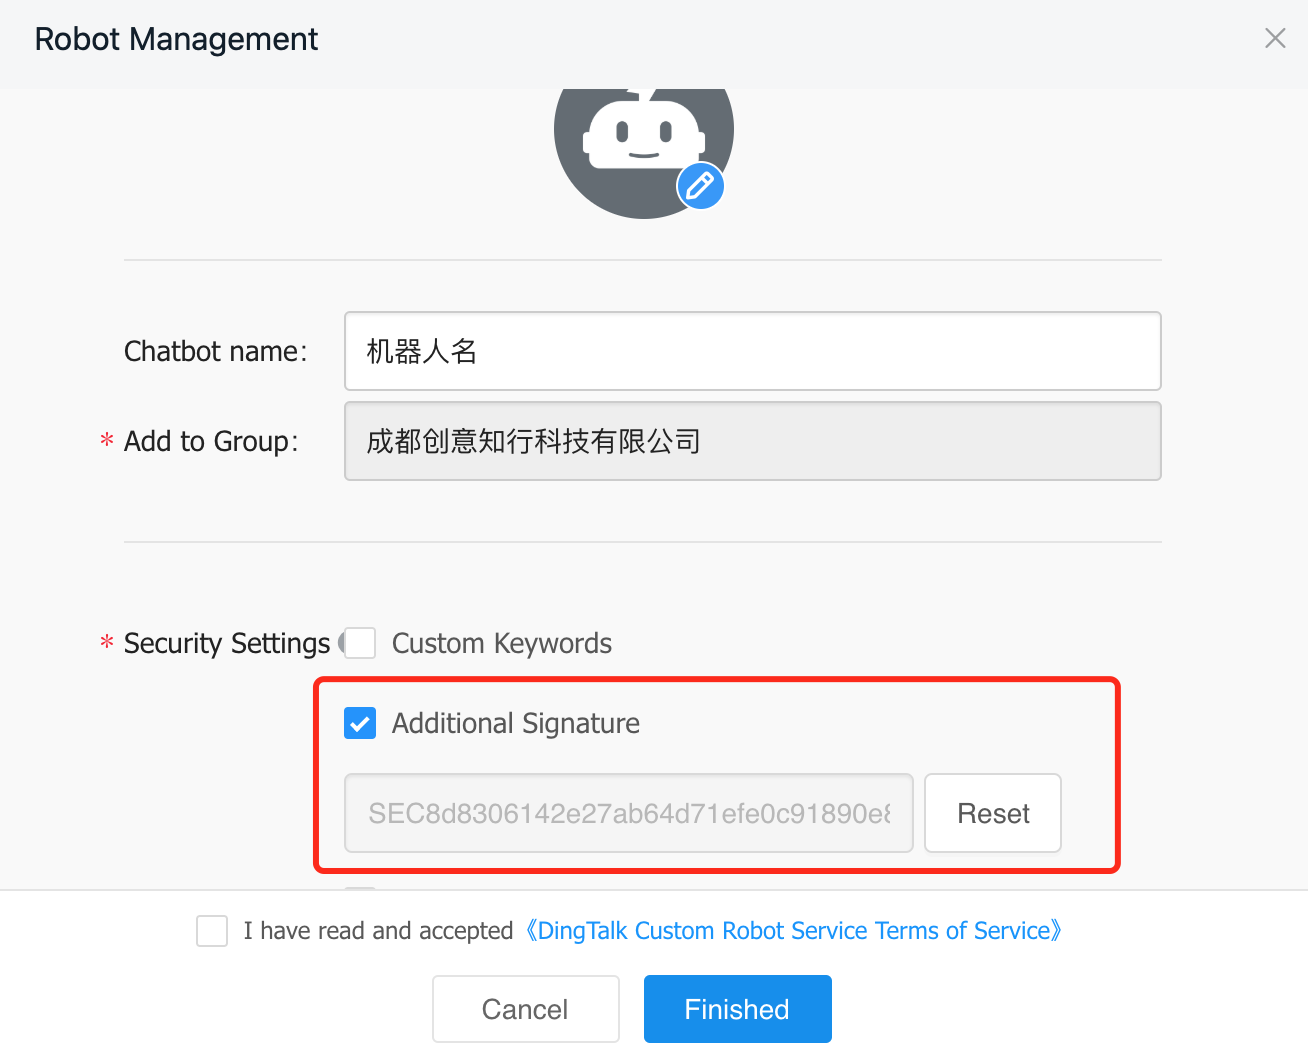 Robot Management
Chatbot name:
机器人名
* Add to Group:
成都创意知行科技有限公司
* Security Settings
Custom Keywords
Additional Signature
SEC8d8306142e27ab64d71efe0c91890e8
Reset
I have read and accepted 《DingTalk Custom Robot Service Terms of Service》
Cancel
Finished